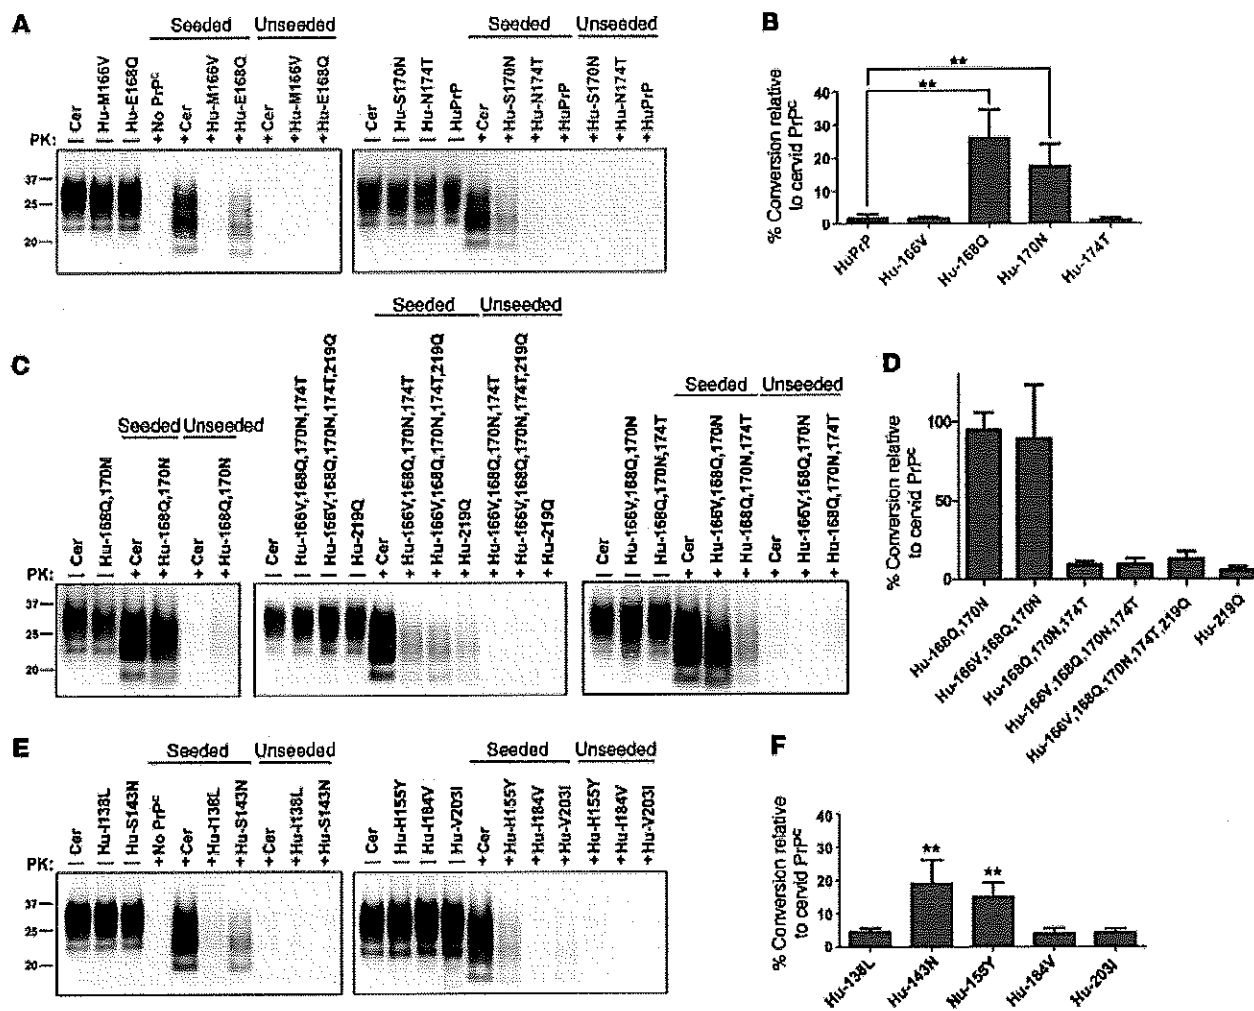 A
Seeded Unseeded
PK: – Cer – Hu-M166V – Hu-E168Q + No PrPᶜ + Cer + Hu-M166V + Hu-E168Q + Cer + Hu-M166V + Hu-E168Q
37
25
20
Seeded Unseeded
– Cer – Hu-S170N – Hu-N174T – HuPrP + Cer + Hu-S170N + Hu-N174T + HuPrP + Hu-S170N + Hu-N174T + HuPrP
B
% Conversion relative
to cervid PrPᶜ
40
30
20
10
0
**
**
HuPrP
Hu-166V
Hu-168Q
Hu-170N
Hu-174T
C
Seeded Unseeded
PK: – Cer – Hu-168Q,170N + Cer + Hu-168Q,170N + Cer + Hu-168Q,170N
37
25
20
Seeded Unseeded
– Cer – Hu-166V,168Q,170N,174T – Hu-166V,168Q,170N,174T,219Q – Hu-219Q + Cer + Hu-166V,168Q,170N,174T + Hu-166V,168Q,170N,174T,219Q + Hu-219Q + Hu-166V,168Q,170N,174T + Hu-166V,168Q,170N,174T,219Q + Hu-219Q
Seeded Unseeded
– Cer – Hu-166V,168Q,170N – Hu-168Q,170N,174T + Cer + Hu-166V,168Q,170N + Hu-168Q,170N,174T + Cer + Hu-166V,168Q,170N + Hu-168Q,170N,174T
D
% Conversion relative
to cervid PrPᶜ
100
50
0
Hu-168Q,170N
Hu-166V,168Q,170N
Hu-168Q,170N,174T
Hu-166V,168Q,170N,174T
Hu-166V,168Q,170N,174T,219Q
Hu-219Q
E
Seeded Unseeded
PK: – Cer – Hu-I138L – Hu-S143N + No PrPᶜ + Cer + Hu-I138L + Hu-S143N + Cer + Hu-I138L + Hu-S143N
37
25
20
Seeded Unseeded
– Cer – Hu-H155Y – Hu-I184V – Hu-V203I + Cer + Hu-H155Y + Hu-I184V + Hu-V203I + Hu-H155Y + Hu-I184V + Hu-V203I
F
% Conversion relative
to cervid PrPᶜ
40
30
20
10
0
**
**
Hu-138L
Hu-143N
Hu-155Y
Hu-184V
Hu-203I